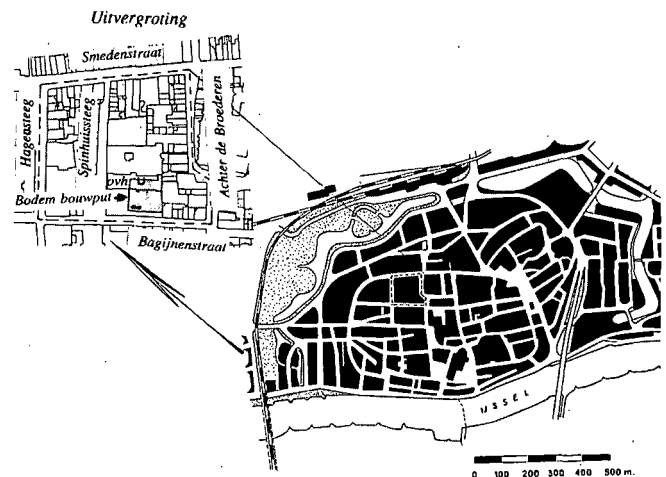 Uitvergroting
Smedenstraat
Hagensteeg
Spinhuissteeg
Achter de Broederen
pvh
Bodem bouwput
Bagijnenstraat
IJSSEL
0 100 200 300 400 500 m.